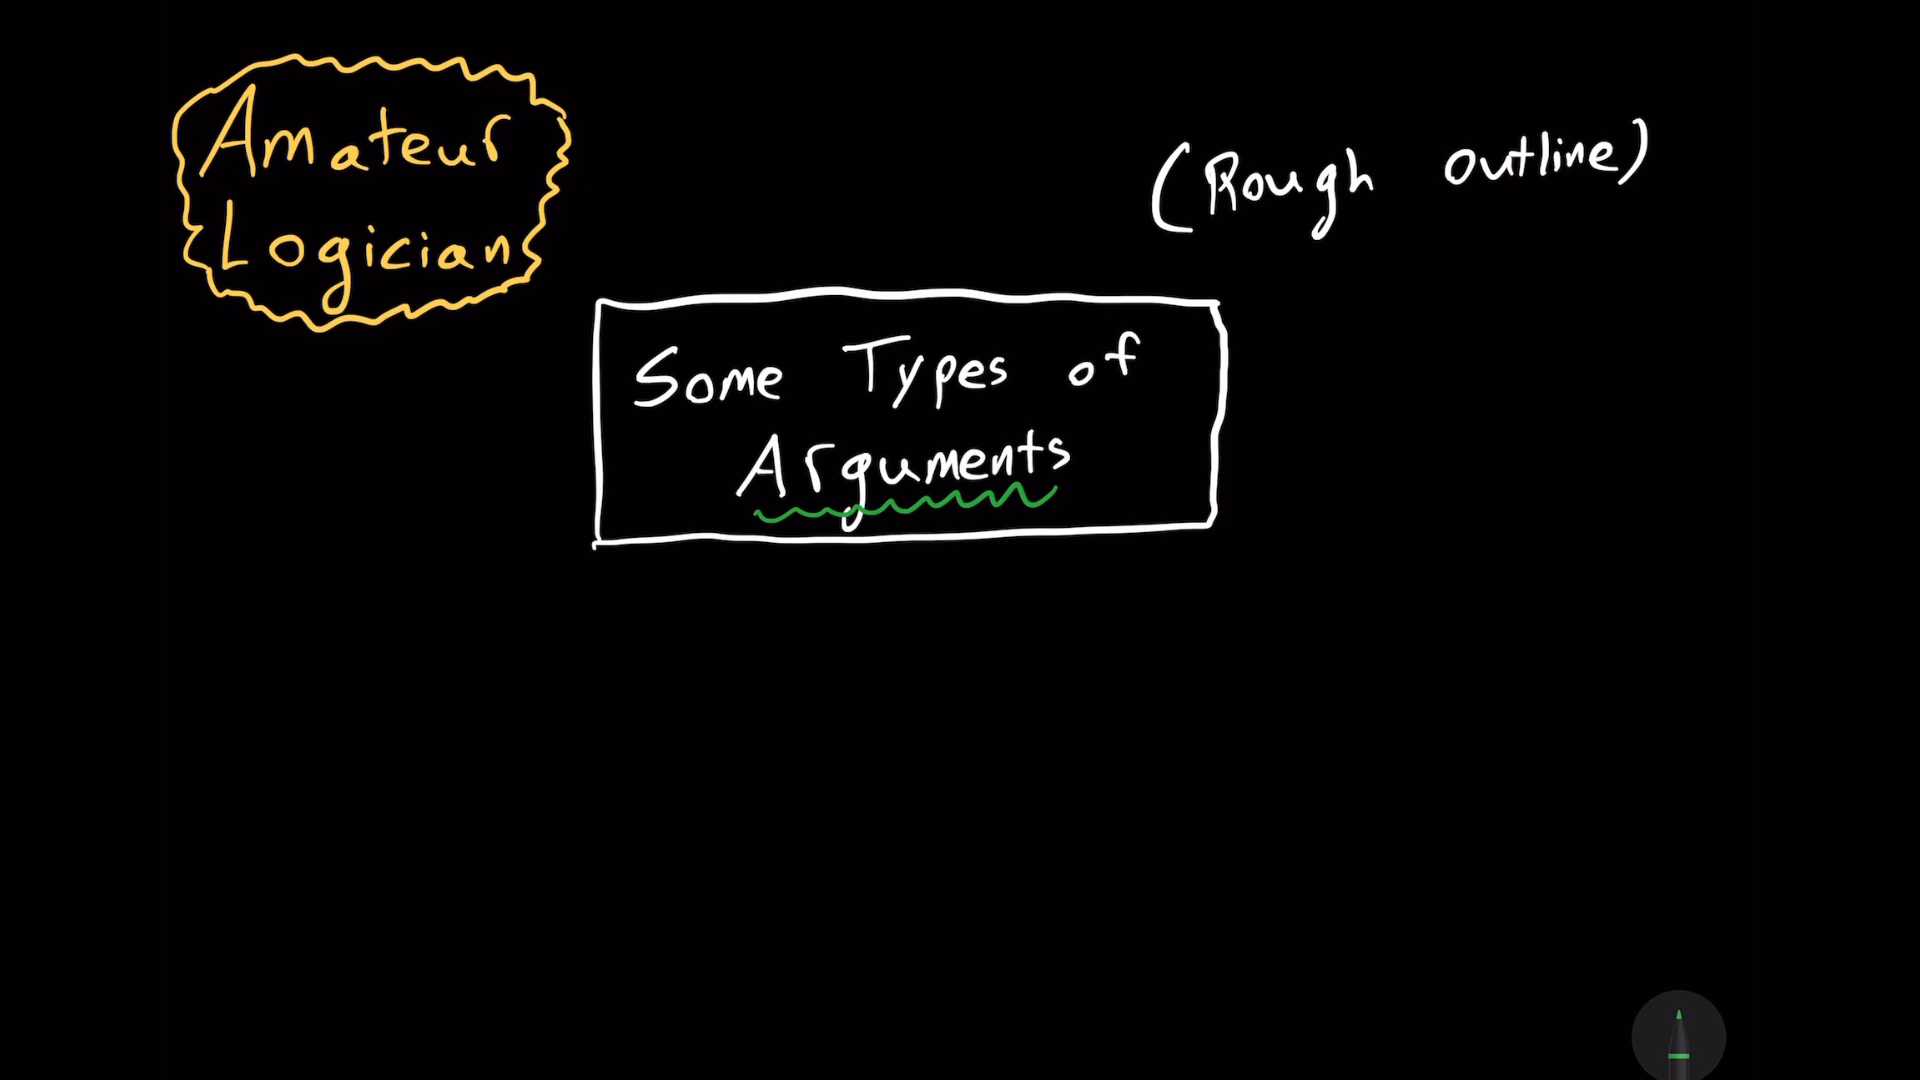 Amateur
Logician
(Rough outline)
Some Types of
Arguments